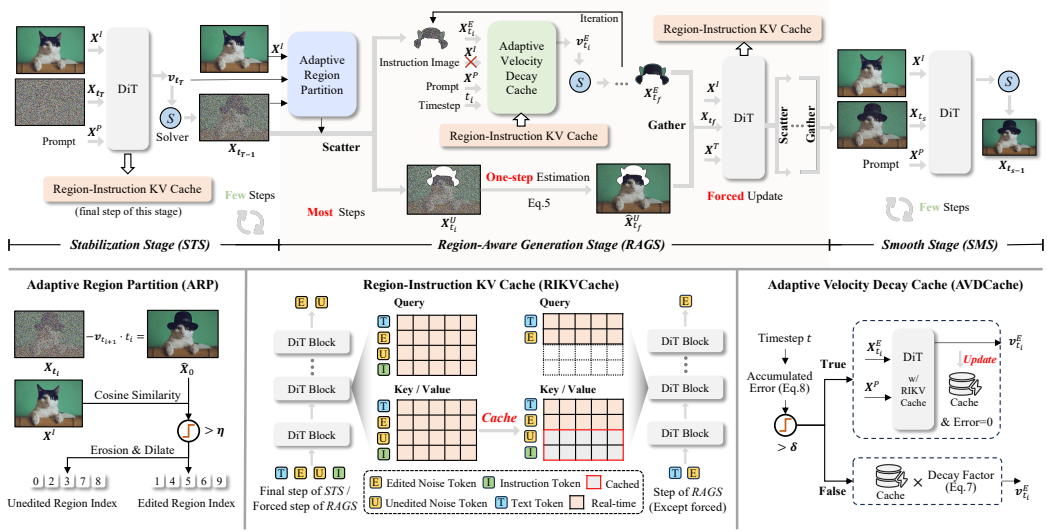 X^I
X_{t_T}
X^P
Prompt
DiT
v_{t_T}
S
Solver
X_{t_{T-1}}
Region-Instruction KV Cache
(final step of this stage)
Few Steps
X^I
Adaptive
Region
Partition
Scatter
Most Steps
Iteration
X^E_{t_i}
Instruction Image
X^I
X^P
Prompt
t_i
Timestep
Adaptive
Velocity
Decay
Cache
v^E_{t_i}
S
...
X^E_{t_f}
Region-Instruction KV Cache
X^U_{t_i}
One-step Estimation
Eq.5
X̂^U_{t_f}
Gather
Region-Instruction KV Cache
X^I
X_{t_f}
X^T
DiT
Forced Update
Scatter
...
Gather
X^I
X_{t_s}
Prompt
X^P
DiT
S
X_{t_{s-1}}
Few Steps
Stabilization Stage (STS)
Region-Aware Generation Stage (RAGS)
Smooth Stage (SMS)
Adaptive Region Partition (ARP)
−v_{t_{i+1}} · t_i =
X_{t_i}
X̂_0
Cosine Similarity
X^I
> η
Erosion & Dilate
0 2 3 7 8
1 4 5 6 9
Unedited Region Index
Edited Region Index
Region-Instruction KV Cache (RIKVCache)
E U
DiT Block
DiT Block
DiT Block
T E U I
Final step of STS /
Forced step of RAGS
Query
T
E
U
I
Key / Value
T
E
U
I
Cache
Query
T
E
Key / Value
T
E
U
I
E
DiT Block
DiT Block
DiT Block
T E
Step of RAGS
(Except forced)
E Edited Noise Token
I Instruction Token
Cached
U Unedited Noise Token
T Text Token
Real-time
Adaptive Velocity Decay Cache (AVDCache)
Timestep t
Accumulated
Error (Eq.8)
> δ
True
False
X^E_{t_i}
X^P
DiT
w/
RIKV
Cache
v^E_{t_i}
Update
Cache
& Error=0
Cache
× Decay Factor
(Eq.7)
v^E_{t_i}